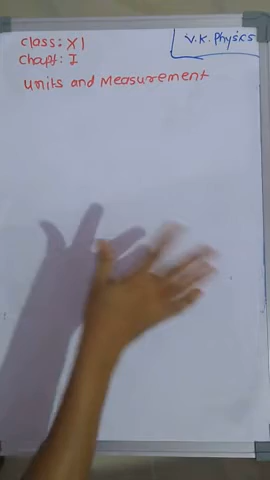 Class: XI
V.K. Physics
Chapt: I
Units and Measurement